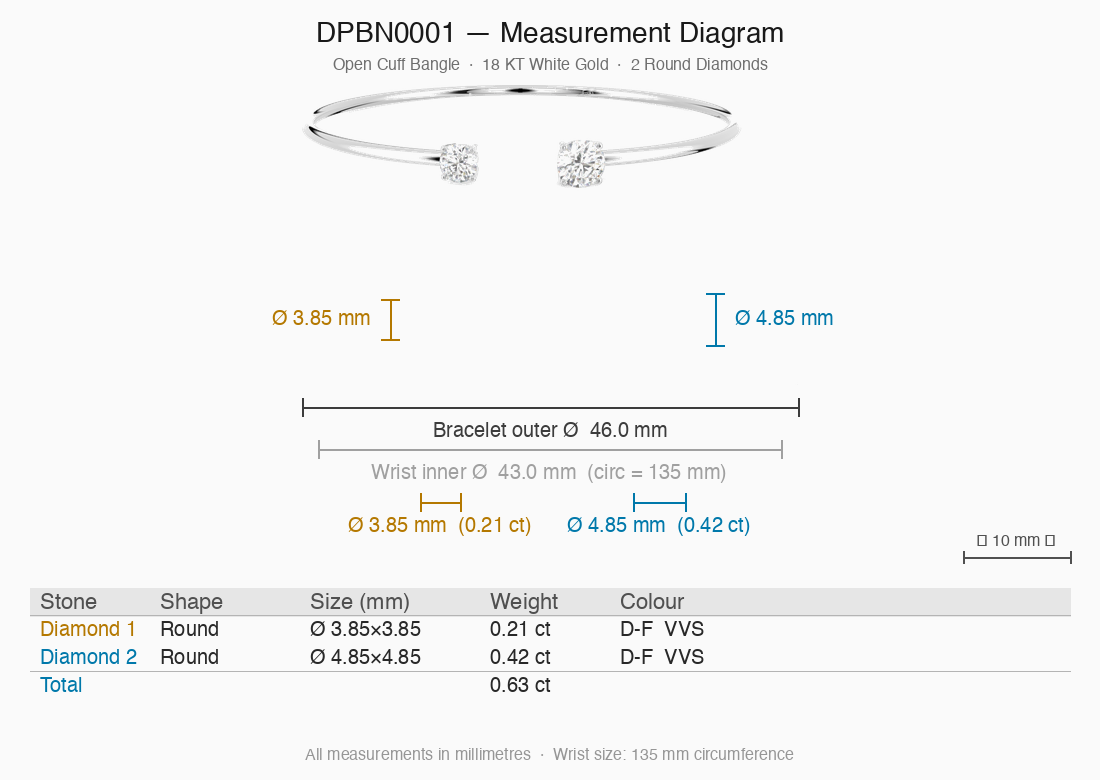 DPBN0001 — Measurement Diagram
Open Cuff Bangle · 18 KT White Gold · 2 Round Diamonds
Ø 3.85 mm
Ø 4.85 mm
Bracelet outer Ø 46.0 mm
Wrist inner Ø 43.0 mm (circ = 135 mm)
Ø 3.85 mm (0.21 ct)
Ø 4.85 mm (0.42 ct)
□ 10 mm □
Stone Shape Size (mm) Weight Colour
Diamond 1 Round Ø 3.85×3.85 0.21 ct D-F VVS
Diamond 2 Round Ø 4.85×4.85 0.42 ct D-F VVS
Total 0.63 ct
All measurements in millimetres · Wrist size: 135 mm circumference